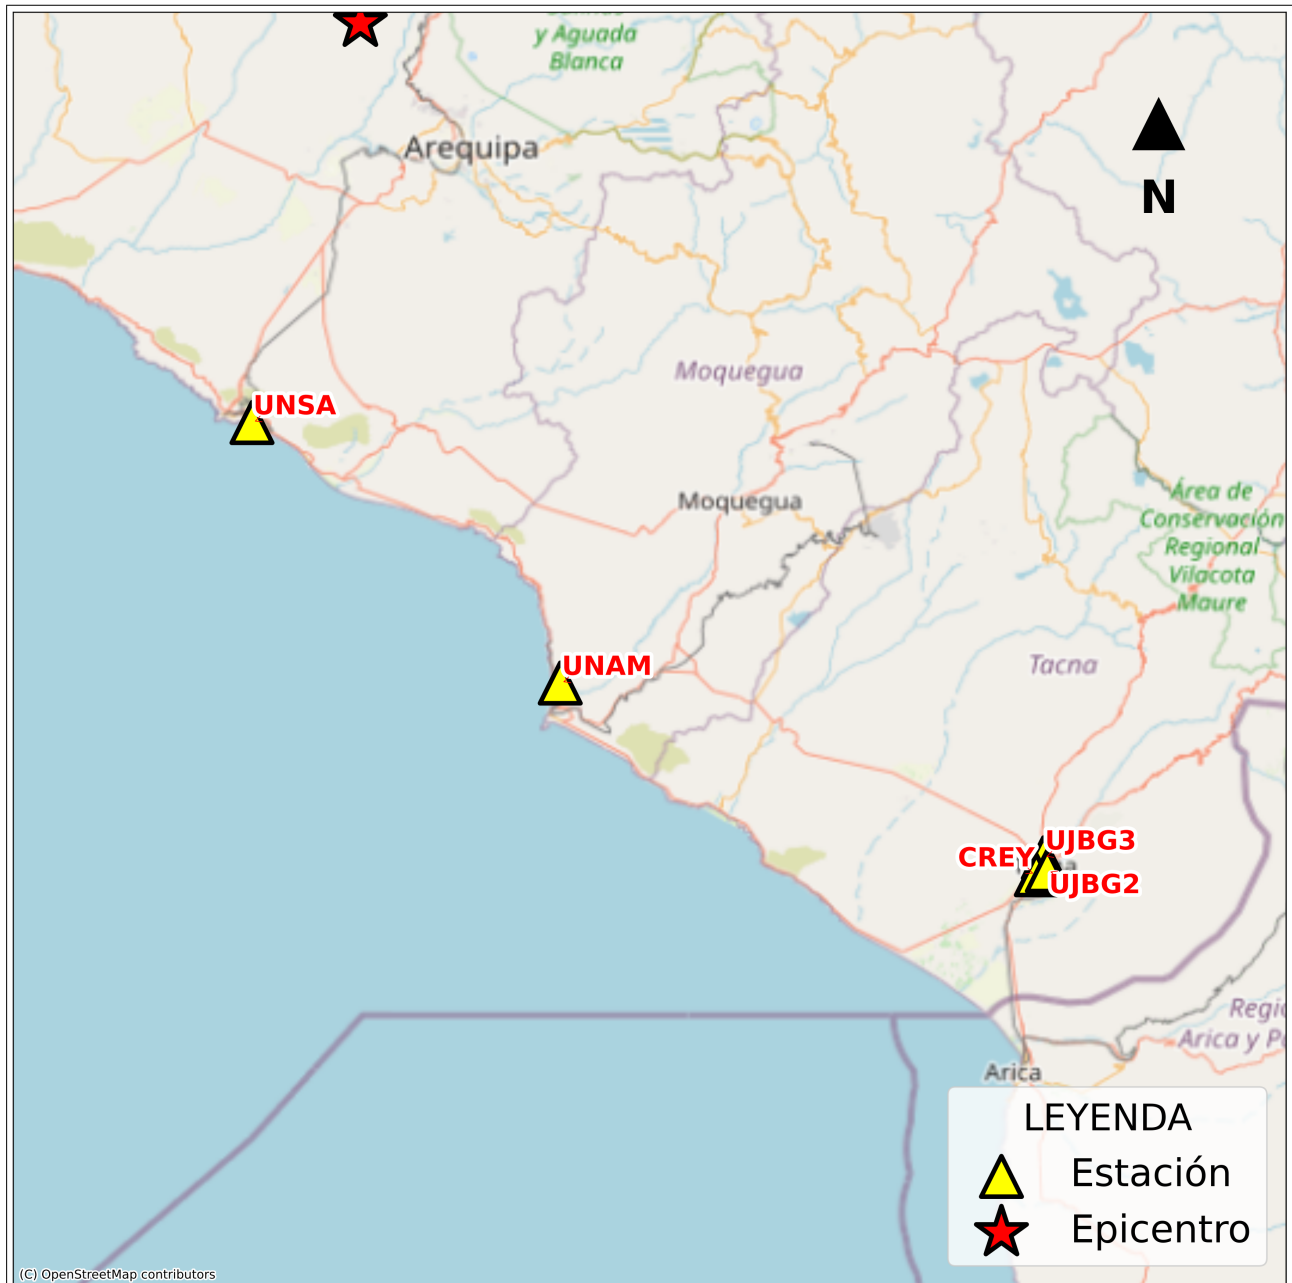 y Aguada
Blanca
Arequipa
N
Moquegua
UNSA
Moquegua
Área de
Conservación
Regional
Vilacota
Maure
UNAM
Tacna
UJBG3
CREY
UJBG2
Regi
Arica y P
Arica
LEYENDA
Estación
Epicentro
(C) OpenStreetMap contributors